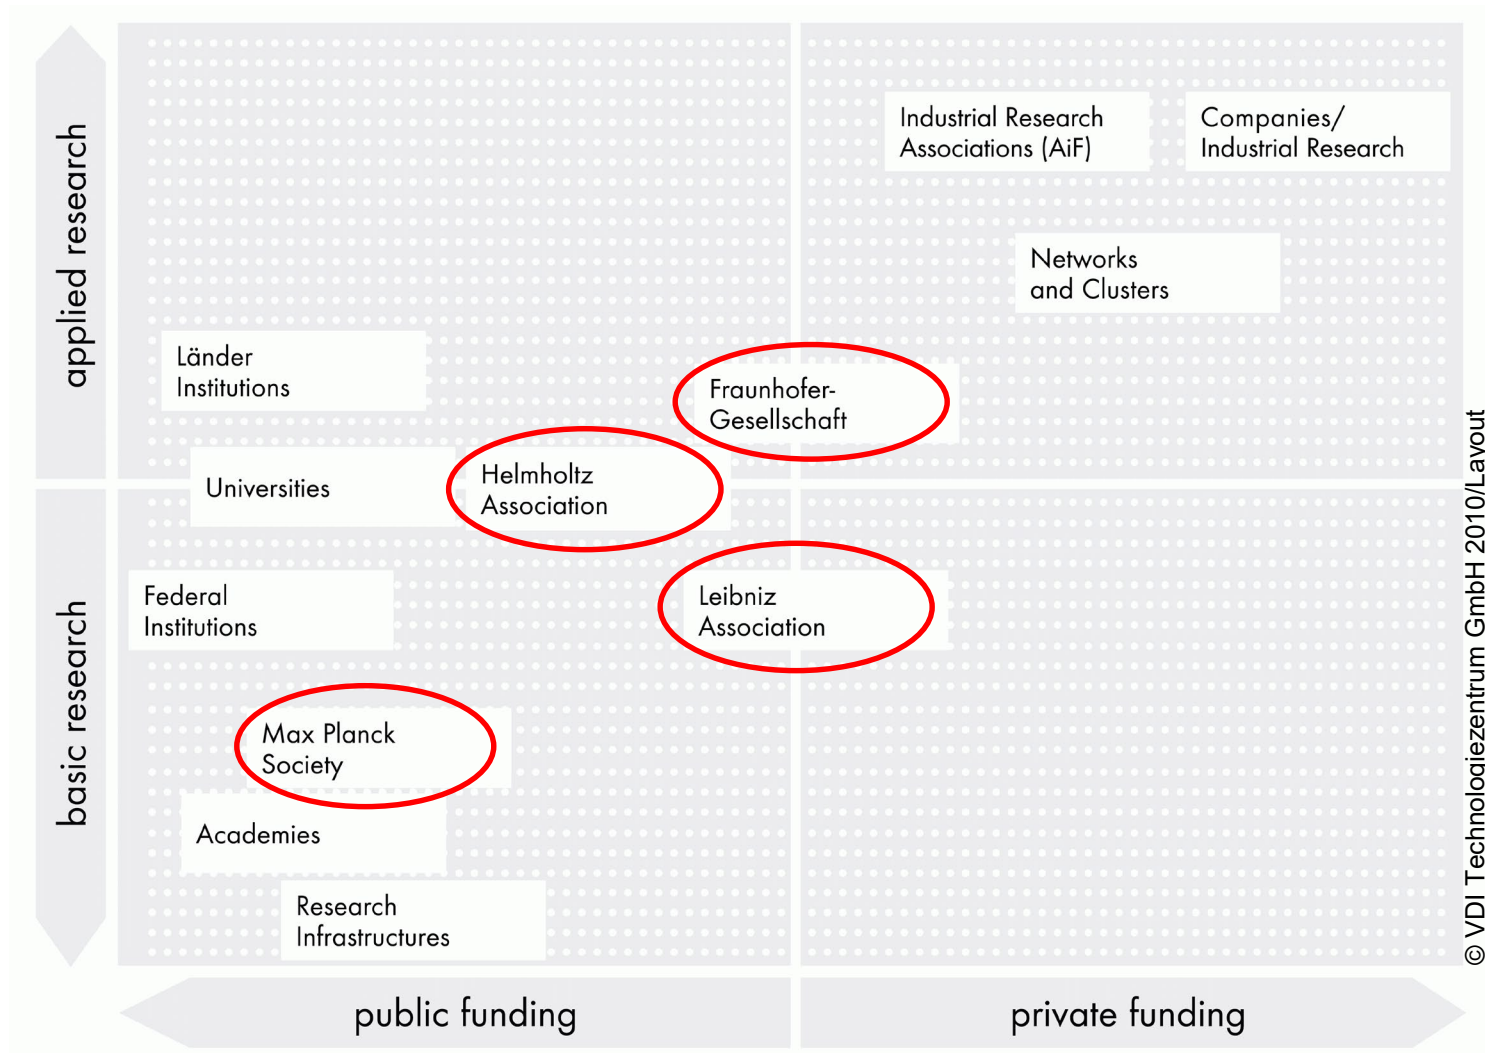 applied research
basic research
Industrial Research
Associations (AiF)
Companies/
Industrial Research
Networks
and Clusters
Länder
Institutions
Fraunhofer-
Gesellschaft
Universities
Helmholtz
Association
Federal
Institutions
Leibniz
Association
Max Planck
Society
Academies
Research
Infrastructures
public funding
private funding
© VDI Technologiezentrum GmbH 2010/Layout